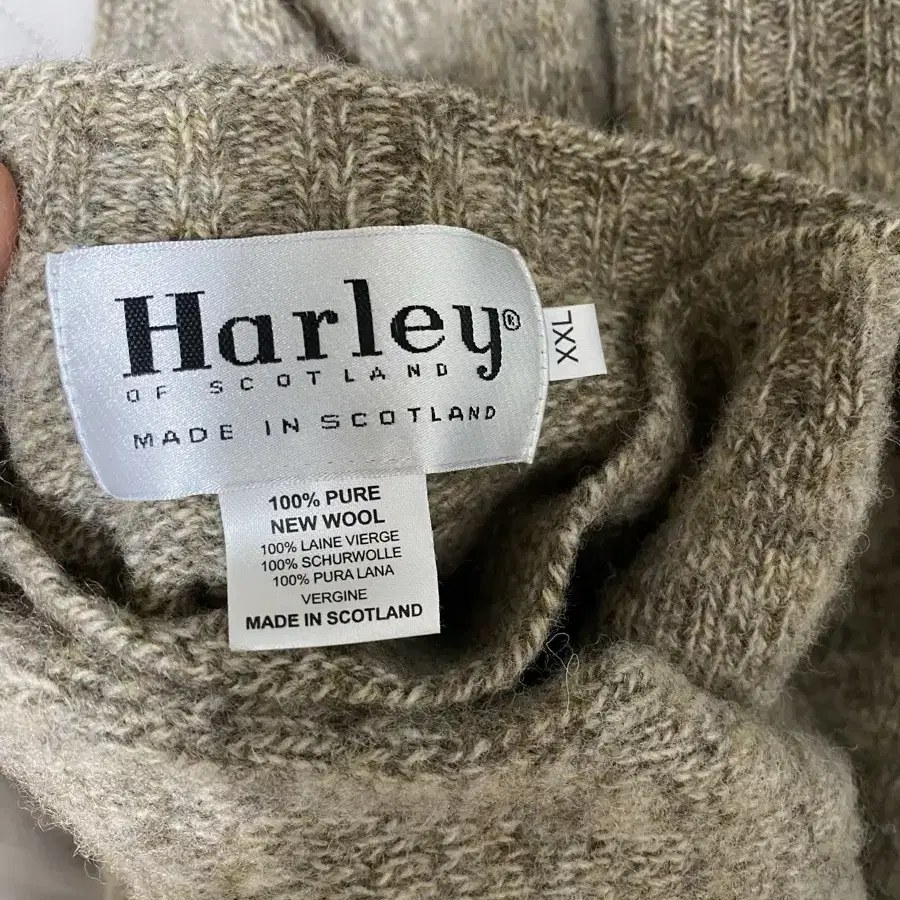 Harley®
OF SCOTLAND
MADE IN SCOTLAND
XXL
100% PURE
NEW WOOL
100% LAINE VIERGE
100% SCHURWOLLE
100% PURA LANA
VERGINE
MADE IN SCOTLAND